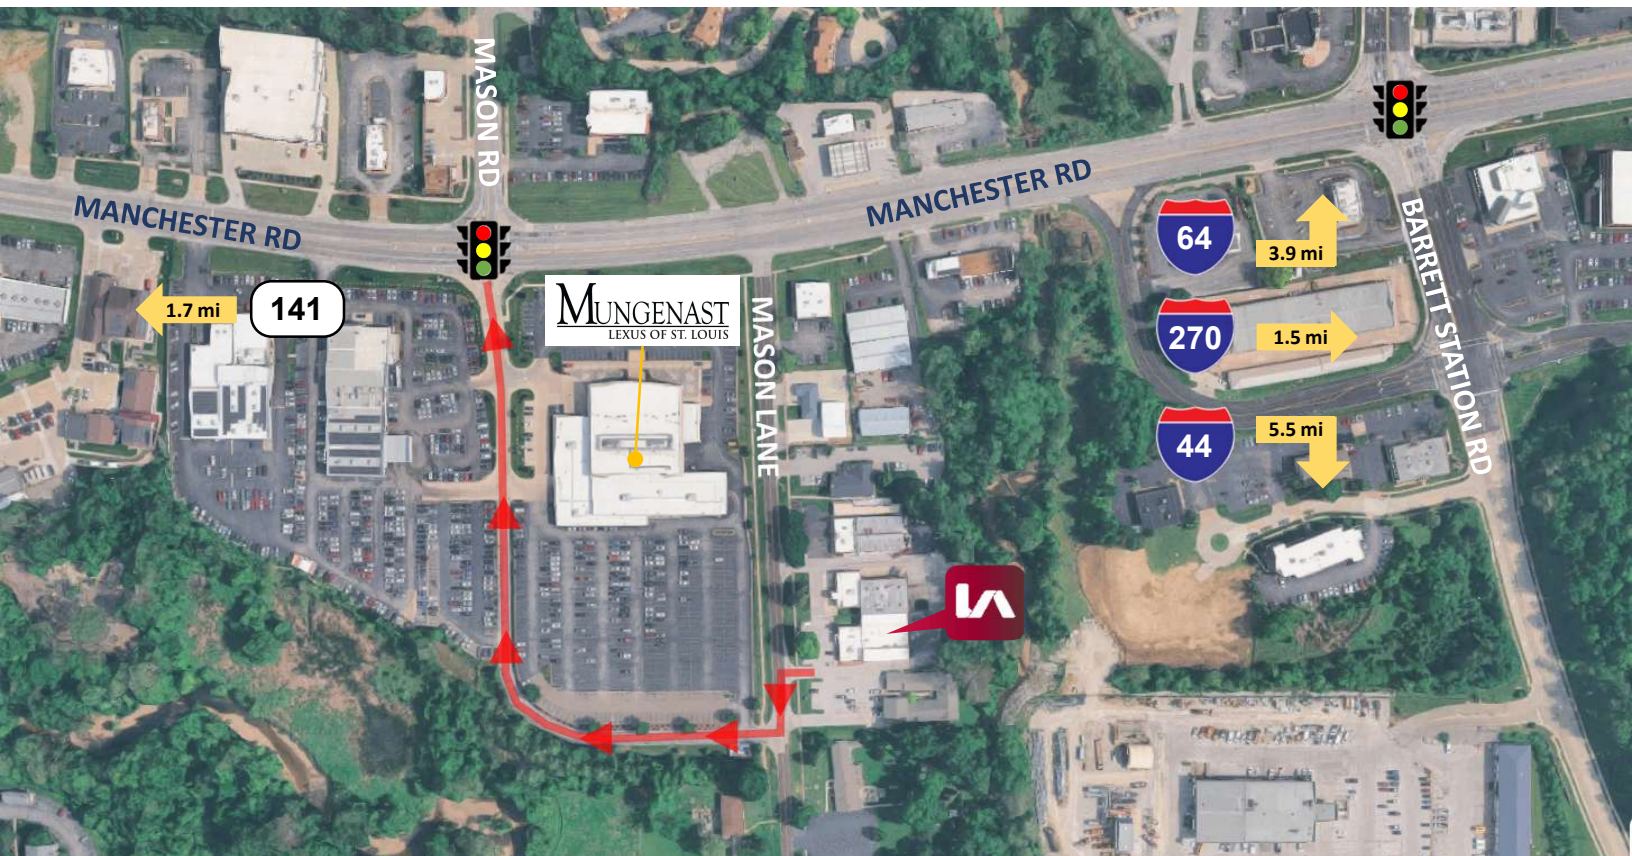 MASON RD
MANCHESTER RD
MANCHESTER RD
BARRETT STATION RD
64
3.9 mi
141
1.7 mi
MUNGENAST
LEXUS OF ST. LOUIS
MASON LANE
270
1.5 mi
44
5.5 mi